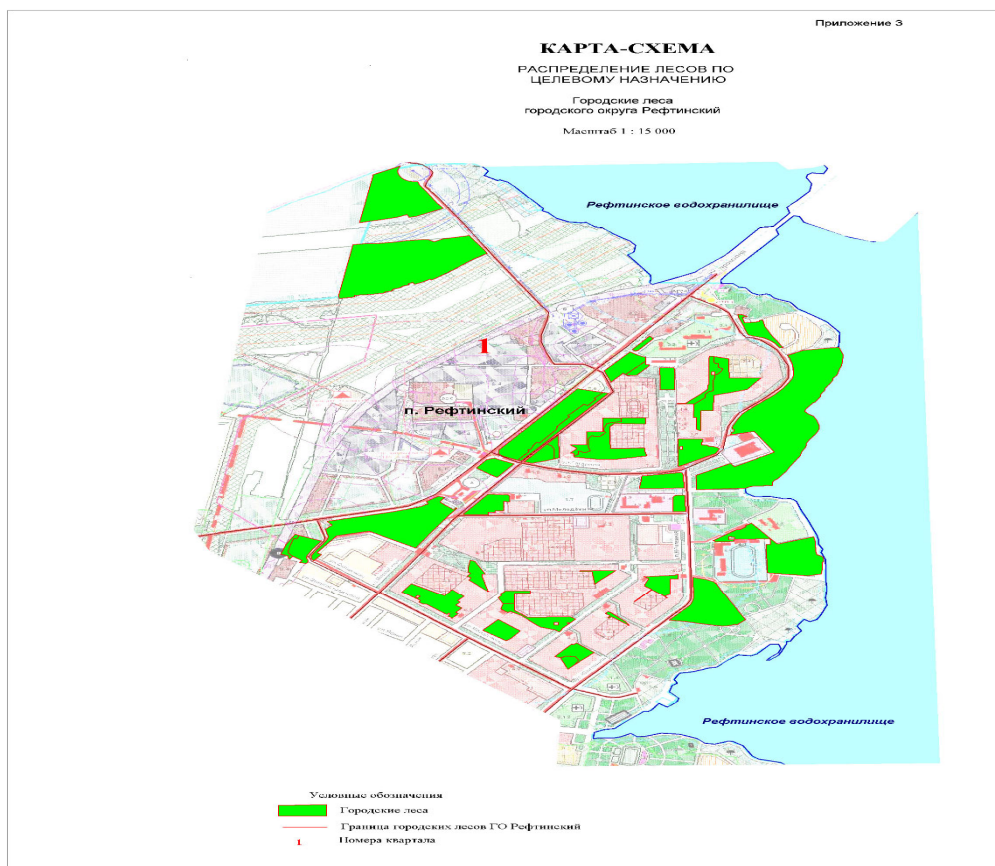 Приложение 3
КАРТА-СХЕМА
РАСПРЕДЕЛЕНИЕ ЛЕСОВ ПО
ЦЕЛЕВОМУ НАЗНАЧЕНИЮ
Городские леса
городского округа Рефтинский
Масштаб 1 : 15 000
Рефтинское водохранилище
1
п. Рефтинский
Рефтинское водохранилище
Условные обозначения
Городские леса
Граница городских лесов ГО Рефтинский
1 Номера квартала